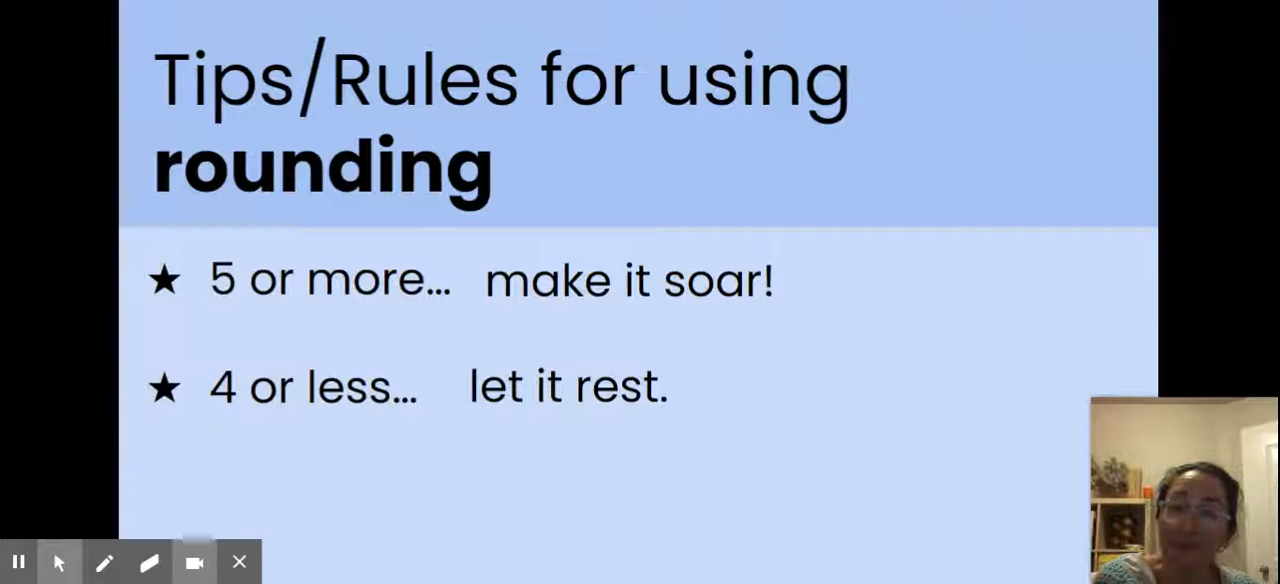 Tips/Rules for using
rounding
★ 5 or more... make it soar!
★ 4 or less... let it rest.